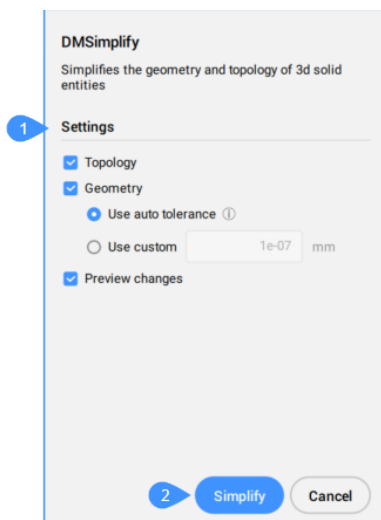 DMSimplify
Simplifies the geometry and topology of 3d solid
entities
1
Settings
Topology
Geometry
Use auto tolerance ⓘ
Use custom 1e-07 mm
Preview changes
2 Simplify Cancel